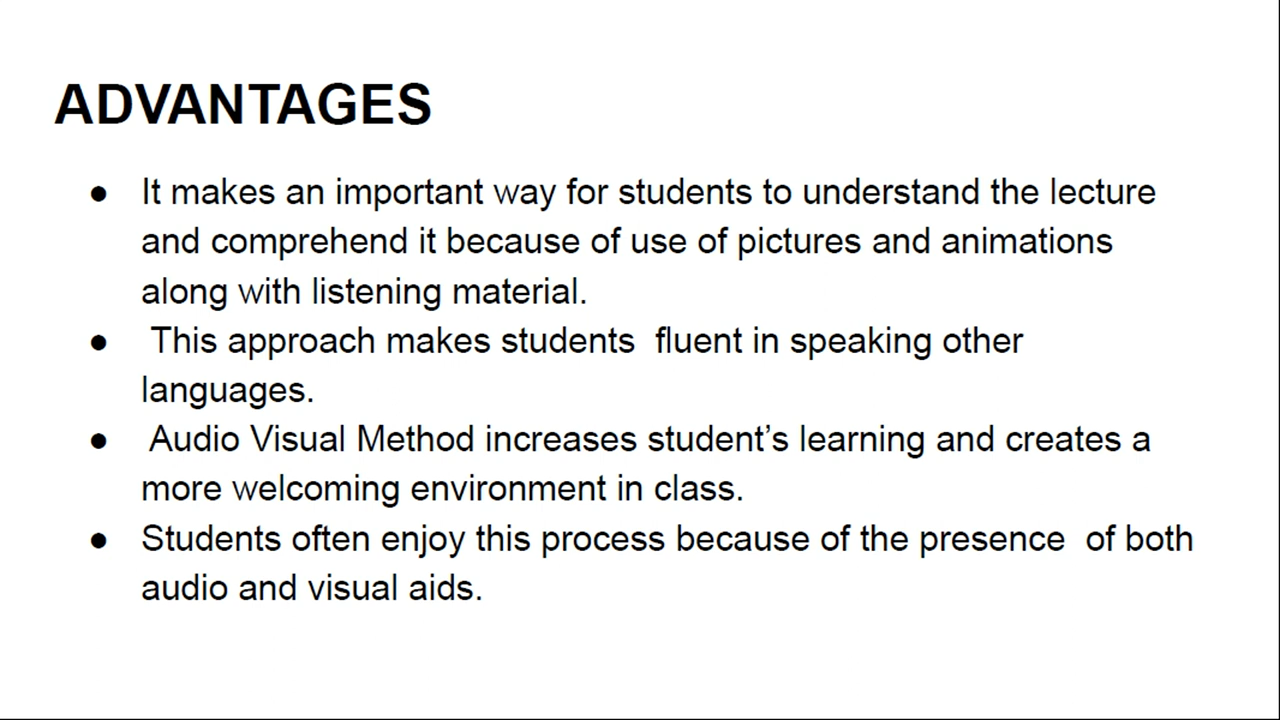 ADVANTAGES
● It makes an important way for students to understand the lecture
and comprehend it because of use of pictures and animations
along with listening material.
● This approach makes students  fluent in speaking other
languages.
● Audio Visual Method increases student’s learning and creates a
more welcoming environment in class.
● Students often enjoy this process because of the presence  of both
audio and visual aids.